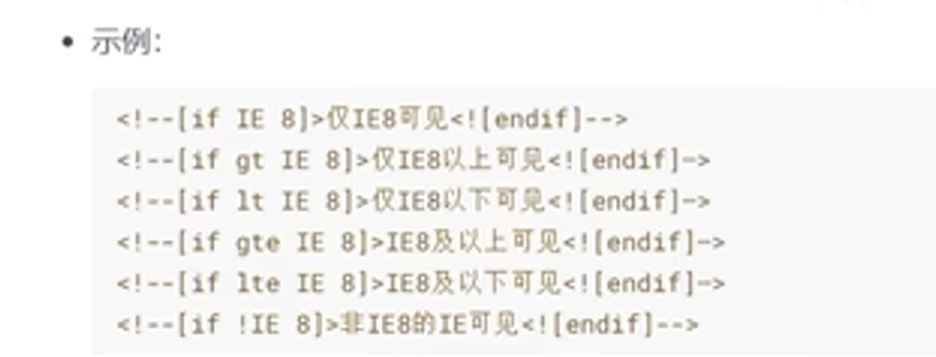 示例:
<!--[if IE 8]>仅IE8可见<![endif]-->
<!--[if gt IE 8]>仅IE8以上可见<![endif]—>
<!--[if lt IE 8]>仅IE8以下可见<![endif]—>
<!--[if gte IE 8]>IE8及以上可见<![endif]—>
<!--[if lte IE 8]>IE8及以下可见<![endif]—>
<!--[if !IE 8]>非IE8的IE可见<![endif]-->